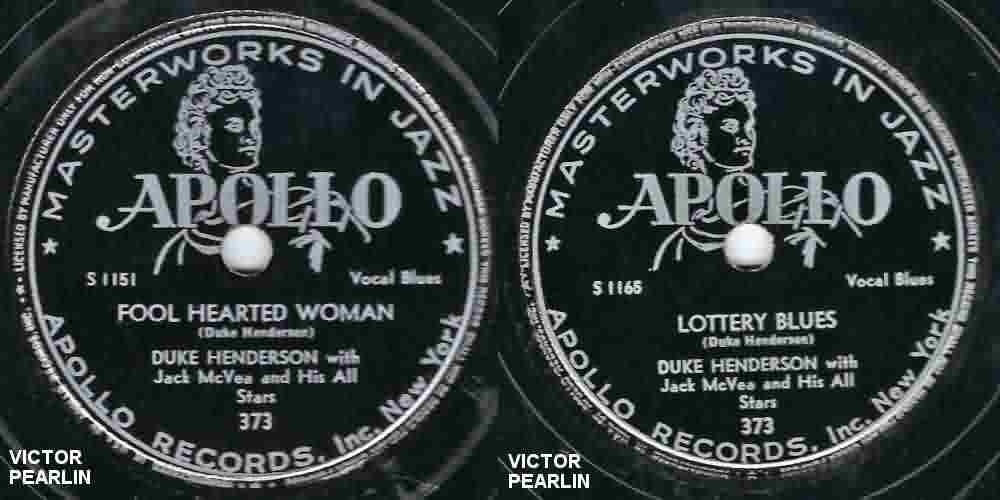 MASTERWORKS IN JAZZ
APOLLO
S 1151 Vocal Blues
FOOL HEARTED WOMAN
(Duke Henderson)
DUKE HENDERSON with
Jack McVea and His All
Stars
373
APOLLO RECORDS, Inc. New York
VICTOR
PEARLIN
MASTERWORKS IN JAZZ
APOLLO
S 1165 Vocal Blues
LOTTERY BLUES
(Duke Henderson)
DUKE HENDERSON with
Jack McVea and His All
Stars
373
APOLLO RECORDS, Inc. New York
VICTOR
PEARLIN